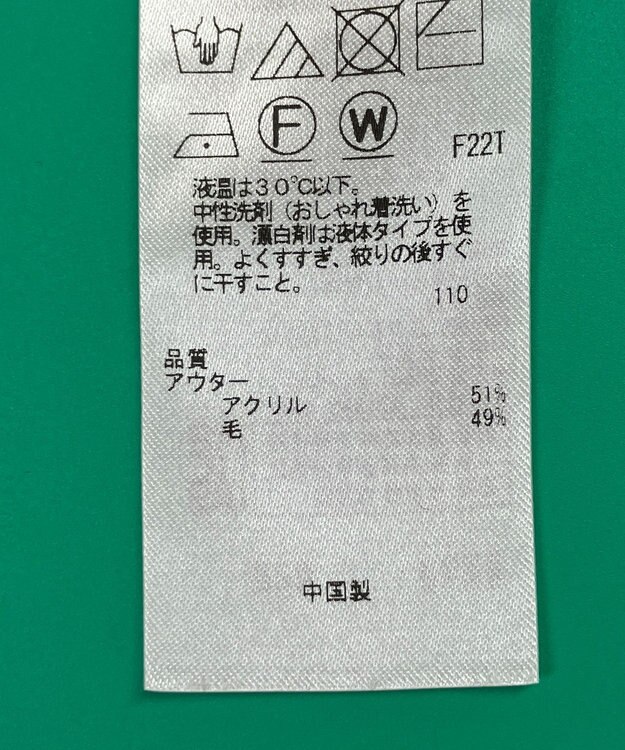 F
W
F22T
液温は30℃以下。
中性洗剤（おしゃれ着洗い）を
使用。漂白剤は液体タイプを使
用。よくすすぎ、絞りの後すぐ
に干すこと。
110
品質
アウター
アクリル 51%
毛 49%
中国製